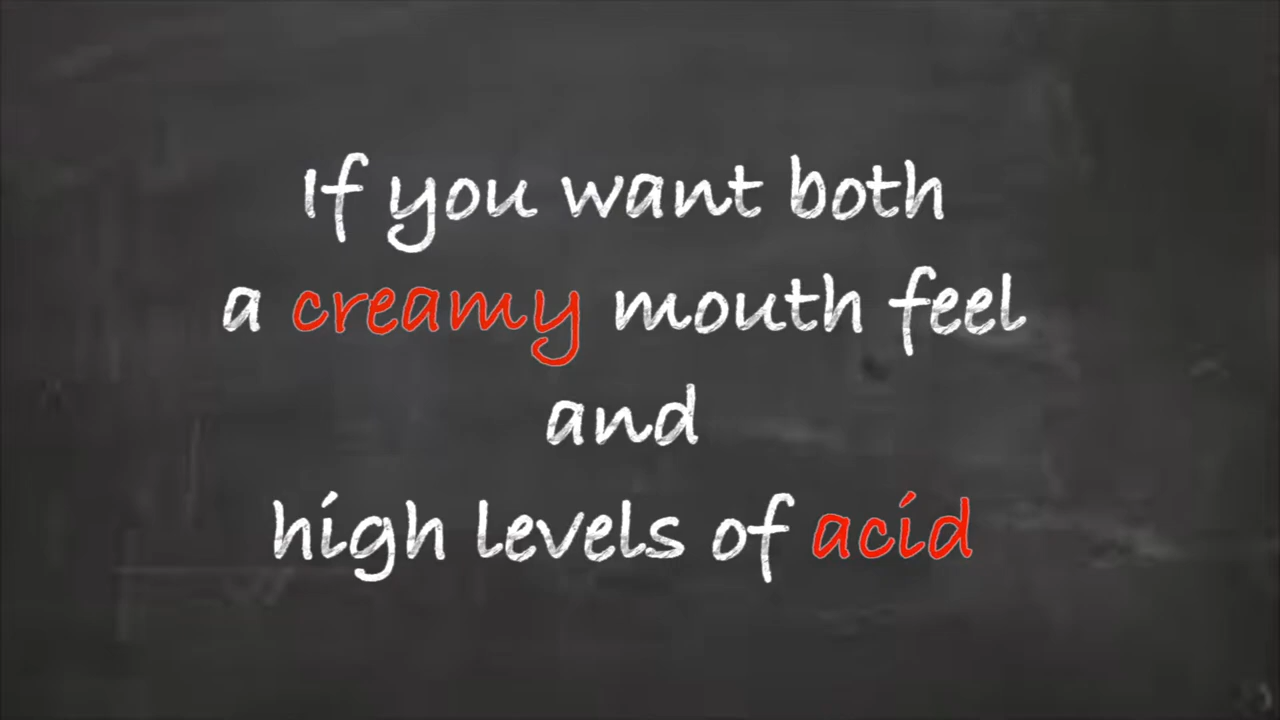 If you want both
a creamy mouth feel
and
high levels of acid